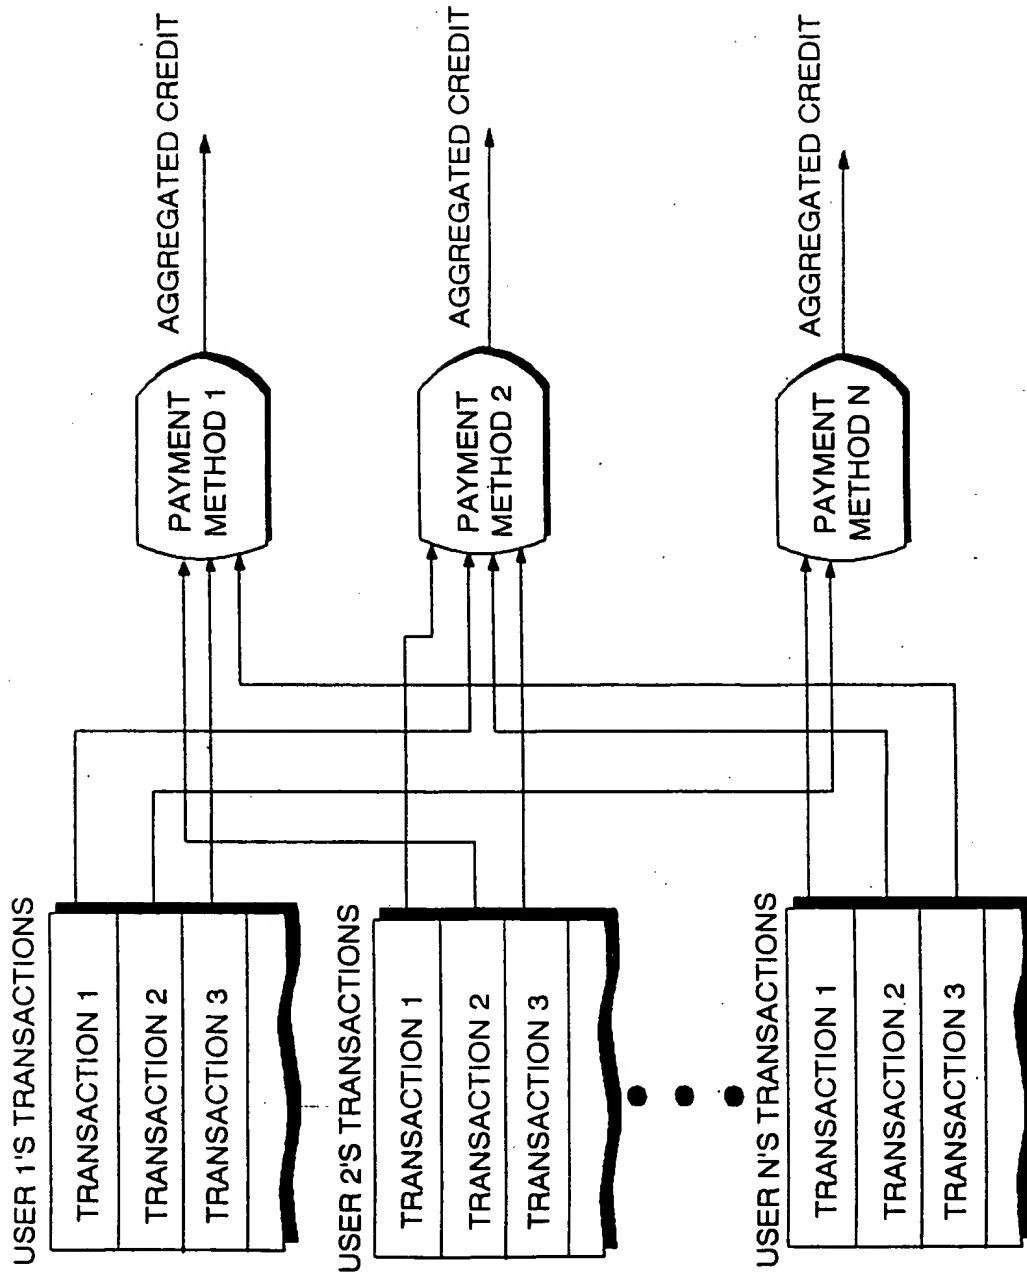 USER 1'S TRANSACTIONS
TRANSACTION 1
TRANSACTION 2
TRANSACTION 3
USER 2'S TRANSACTIONS
TRANSACTION 1
TRANSACTION 2
TRANSACTION 3
USER N'S TRANSACTIONS
TRANSACTION 1
TRANSACTION 2
TRANSACTION 3
PAYMENT
METHOD 1
PAYMENT
METHOD 2
PAYMENT
METHOD N
AGGREGATED CREDIT
AGGREGATED CREDIT
AGGREGATED CREDIT